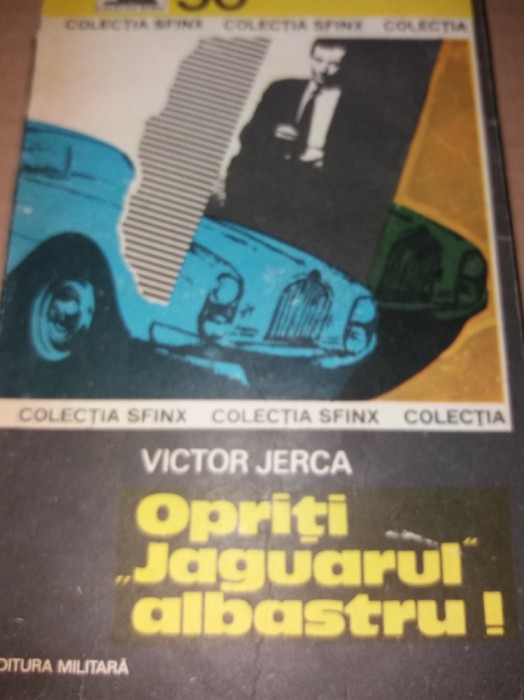 COLECȚIA SFINX COLECȚIA SFINX COLECȚIA
COLECȚIA SFINX COLECȚIA SFINX COLECȚIA
VICTOR JERCA
Opriți
„Jaguarul“
albastru !
DITURA MILITARĂ